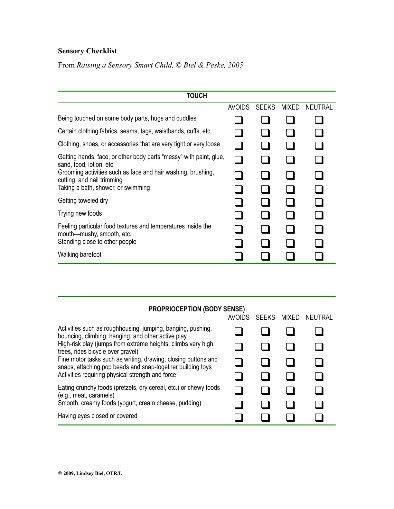 Sensory Checklist
From Raising a Sensory Smart Child, © Biel & Peske, 2005
TOUCH
AVOIDS SEEKS MIXED NEUTRAL
Being touched on some body parts, hugs and cuddles
Certain clothing fabrics, seams, tags, waistbands, cuffs, etc.
Clothing, shoes, or accessories that are very tight or very loose
Getting hands, face, or other body parts "messy" with paint, glue,
sand, food, lotion, etc.
Grooming activities such as face and hair washing, brushing,
cutting, and nail trimming
Taking a bath, shower, or swimming
Getting toweled dry
Trying new foods
Feeling particular food textures and temperatures inside the
mouth—mushy, smooth, etc.
Standing close to other people
Walking barefoot
PROPRIOCEPTION (BODY SENSE)
AVOIDS SEEKS MIXED NEUTRAL
Activities such as roughhousing, jumping, banging, pushing,
bouncing, climbing, hanging, and other active play
High-risk play (jumps from extreme heights, climbs very high
trees, rides bicycle over gravel)
Fine motor tasks such as writing, drawing, closing buttons and
snaps, attaching pop beads and snap-together building toys
Activities requiring physical strength and force
Eating crunchy foods (pretzels, dry cereal, etc.) or chewy foods
(e.g., meat, caramels)
Smooth, creamy foods (yogurt, cream cheese, pudding)
Having eyes closed or covered
© 2009, Lindsey Biel, OTR/L